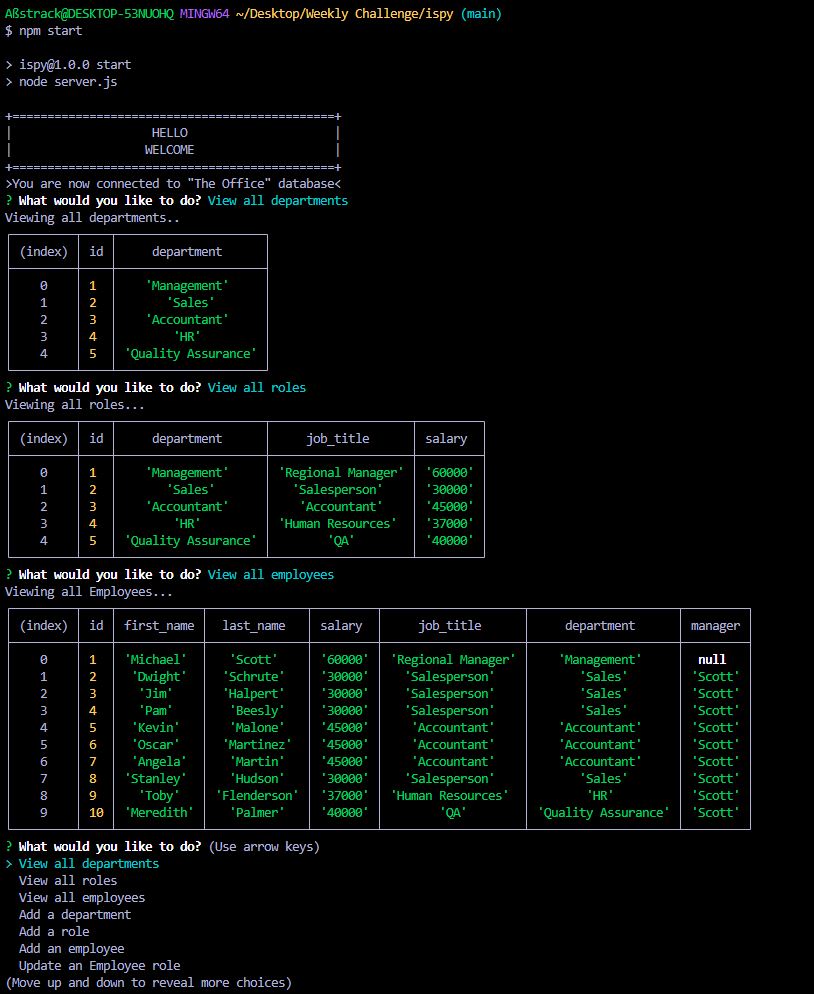 Aßstrack@DESKTOP-53NUOHQ MINGW64 ~/Desktop/Weekly Challenge/ispy (main)
$ npm start
> ispy@1.0.0 start
> node server.js
+==============================================+
| HELLO |
| WELCOME |
+==============================================+
>You are now connected to "The Office" database<
? What would you like to do? View all departments
Viewing all departments..
(index) id department
0 1 'Management'
1 2 'Sales'
2 3 'Accountant'
3 4 'HR'
4 5 'Quality Assurance'
? What would you like to do? View all roles
Viewing all roles...
(index) id department job_title salary
0 1 'Management' 'Regional Manager' '60000'
1 2 'Sales' 'Salesperson' '30000'
2 3 'Accountant' 'Accountant' '45000'
3 4 'HR' 'Human Resources' '37000'
4 5 'Quality Assurance' 'QA' '40000'
? What would you like to do? View all employees
Viewing all Employees...
(index) id first_name last_name salary job_title department manager
0 1 'Michael' 'Scott' '60000' 'Regional Manager' 'Management' null
1 2 'Dwight' 'Schrute' '30000' 'Salesperson' 'Sales' 'Scott'
2 3 'Jim' 'Halpert' '30000' 'Salesperson' 'Sales' 'Scott'
3 4 'Pam' 'Beesly' '30000' 'Salesperson' 'Sales' 'Scott'
4 5 'Kevin' 'Malone' '45000' 'Accountant' 'Accountant' 'Scott'
5 6 'Oscar' 'Martinez' '45000' 'Accountant' 'Accountant' 'Scott'
6 7 'Angela' 'Martin' '45000' 'Accountant' 'Accountant' 'Scott'
7 8 'Stanley' 'Hudson' '30000' 'Salesperson' 'Sales' 'Scott'
8 9 'Toby' 'Flenderson' '37000' 'Human Resources' 'HR' 'Scott'
9 10 'Meredith' 'Palmer' '40000' 'QA' 'Quality Assurance' 'Scott'
? What would you like to do? (Use arrow keys)
> View all departments
View all roles
View all employees
Add a department
Add a role
Add an employee
Update an Employee role
(Move up and down to reveal more choices)